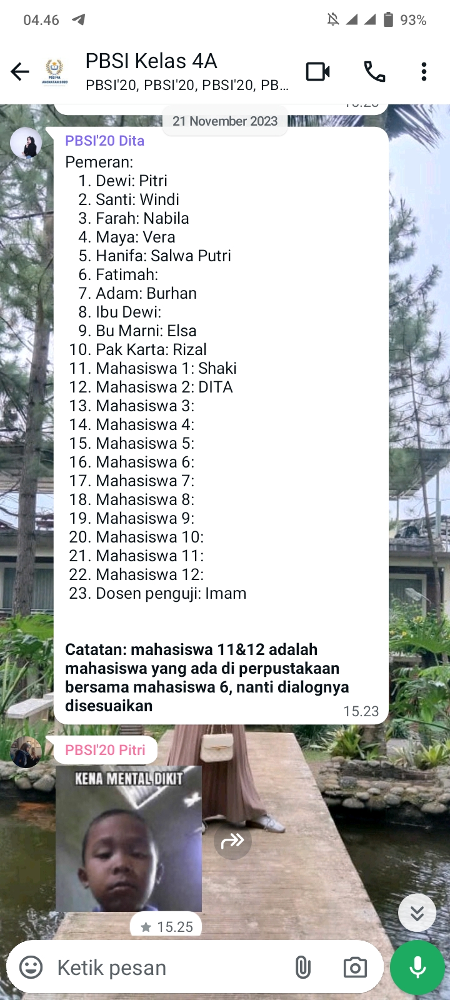 04.46
93%
PBSI Kelas 4A
PBSI'20, PBSI'20, PBSI'20, PB...
PBSI 4A
ANGKATAN 2020
21 November 2023
PBSI'20 Dita
Pemeran:
1. Dewi: Pitri
2. Santi: Windi
3. Farah: Nabila
4. Maya: Vera
5. Hanifa: Salwa Putri
6. Fatimah:
7. Adam: Burhan
8. Ibu Dewi:
9. Bu Marni: Elsa
10. Pak Karta: Rizal
11. Mahasiswa 1: Shaki
12. Mahasiswa 2: DITA
13. Mahasiswa 3:
14. Mahasiswa 4:
15. Mahasiswa 5:
16. Mahasiswa 6:
17. Mahasiswa 7:
18. Mahasiswa 8:
19. Mahasiswa 9:
20. Mahasiswa 10:
21. Mahasiswa 11:
22. Mahasiswa 12:
23. Dosen penguji: Imam
Catatan: mahasiswa 11&12 adalah
mahasiswa yang ada di perpustakaan
bersama mahasiswa 6, nanti dialognya
disesuaikan
15.23
PBSI'20 Pitri
KENA MENTAL DIKIT
15.25
Ketik pesan